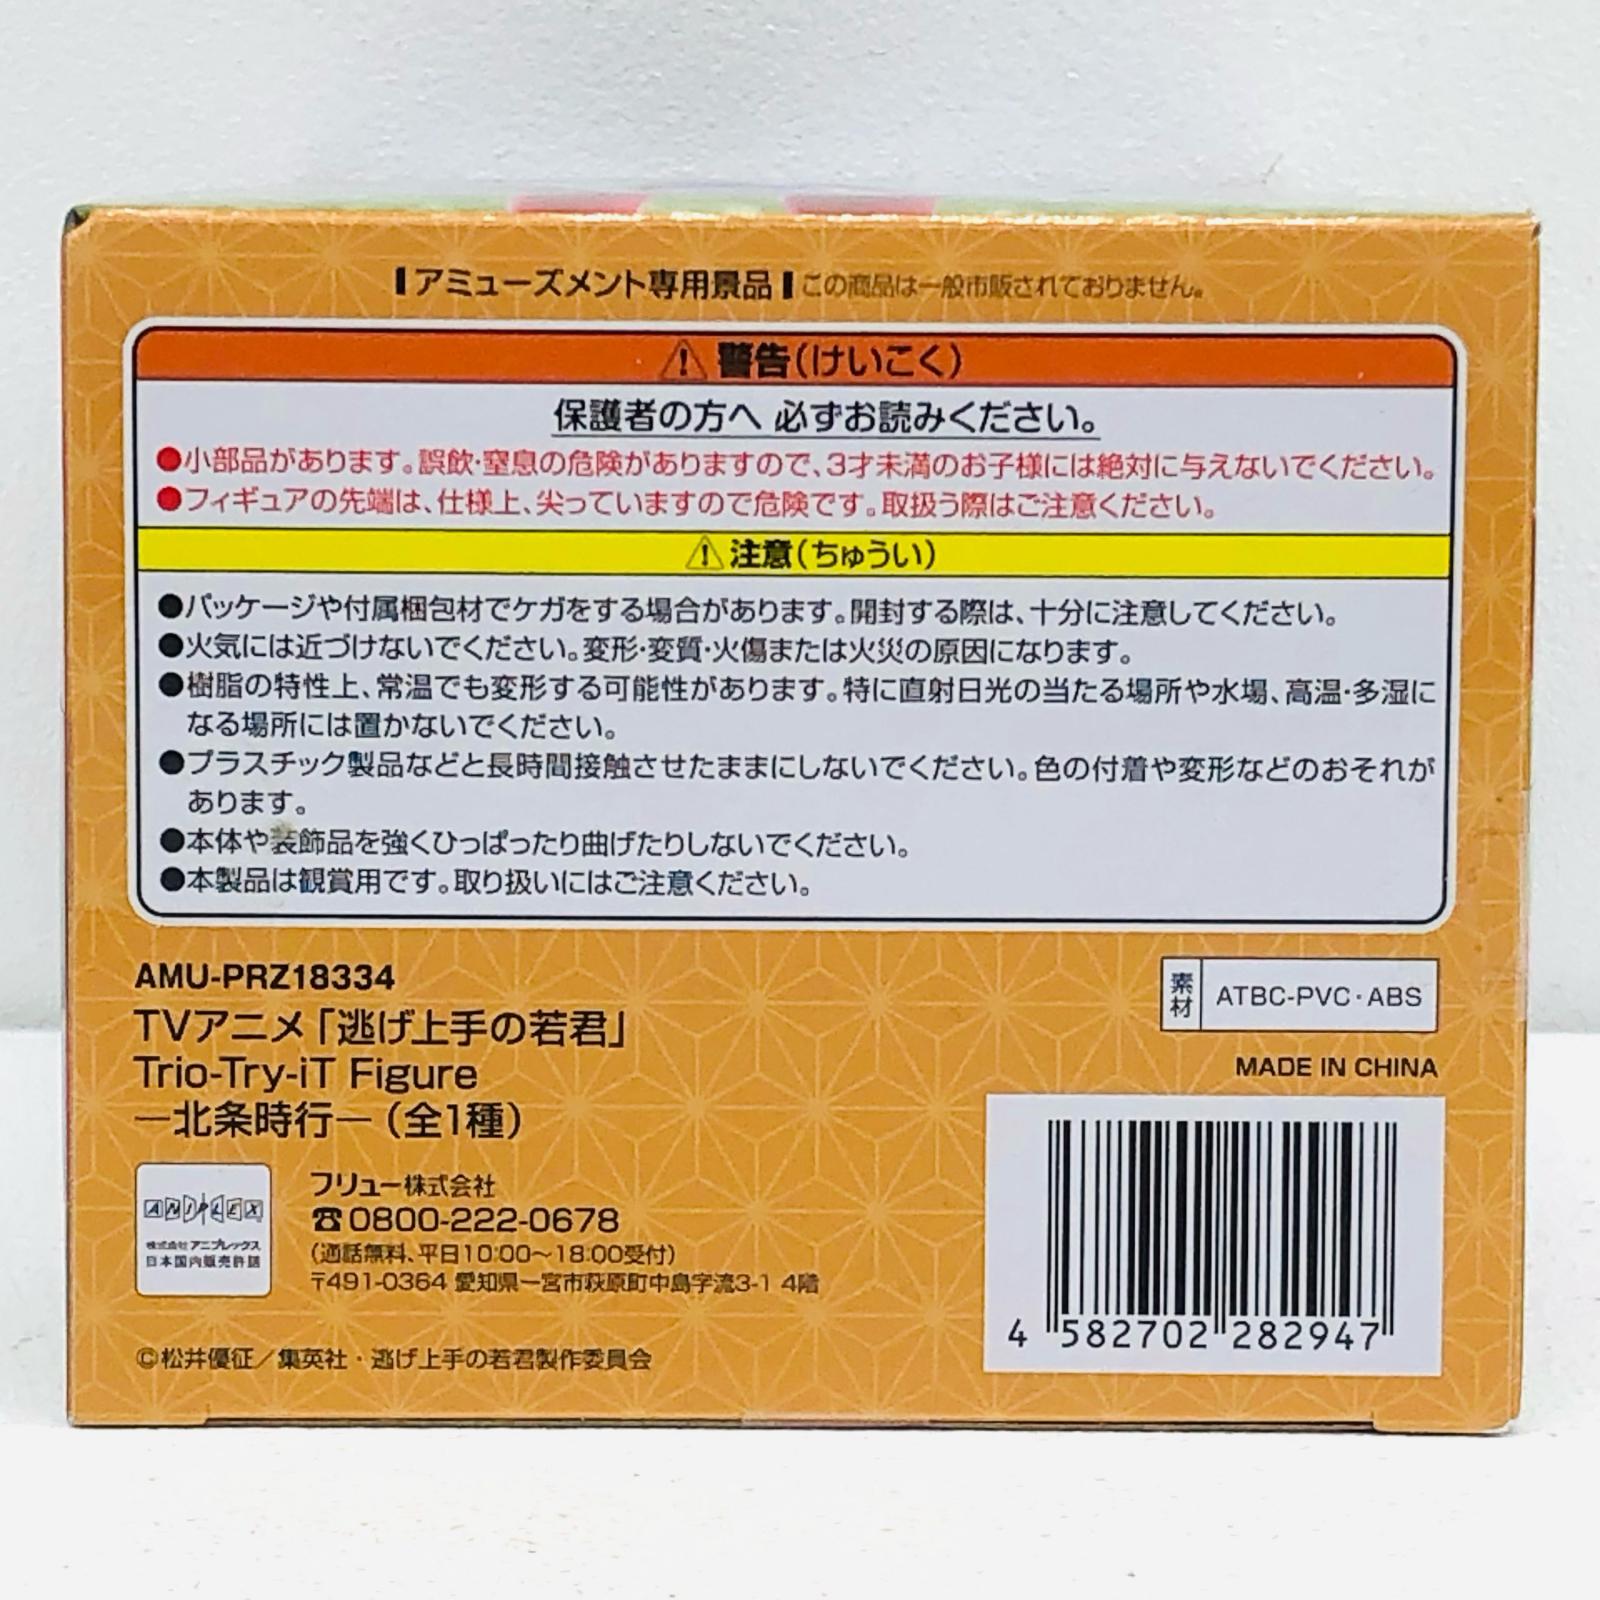 アミューズメント専用景品 この商品は一般市販されておりません。
警告(けいこく)
保護者の方へ 必ずお読みください。
●小部品があります。誤飲・窒息の危険がありますので、3才未満のお子様には絶対に与えないでください。
●フィギュアの先端は、仕様上、尖っていますので危険です。取扱う際はご注意ください。
注意(ちゅうい)
●パッケージや付属梱包材でケガをする場合があります。開封する際は、十分に注意してください。
●火気には近づけないでください。変形・変質・火傷または火災の原因になります。
●樹脂の特性上、常温でも変形する可能性があります。特に直射日光の当たる場所や水場、高温・多湿に
なる場所には置かないでください。
●プラスチック製品などと長時間接触させたままにしないでください。色の付着や変形などのおそれが
あります。
●本体や装飾品を強くひっぱったり曲げたりしないでください。
●本製品は観賞用です。取り扱いにはご注意ください。
AMU-PRZ18334
TVアニメ「逃げ上手の若君」
Trio-Try-iT Figure
―北条時行―(全1種)
素材 ATBC-PVC・ABS
MADE IN CHINA
ANIPLEX
株式会社アニプレックス
日本国内販売許諾
フリュー株式会社
☎0800-222-0678
(通話無料、平日10:00～18:00受付)
〒491-0364 愛知県一宮市萩原町中島字流3-1 4階
©松井優征／集英社・逃げ上手の若君製作委員会
4 582702 282947